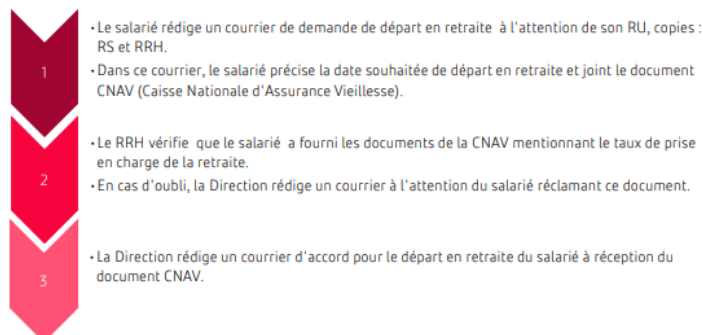 • Le salarié rédige un courrier de demande de départ en retraite à l'attention de son RU, copies :
RS et RRH.
• Dans ce courrier, le salarié précise la date souhaitée de départ en retraite et joint le document
CNAV (Caisse Nationale d'Assurance Vieillesse).
1
• Le RRH vérifie que le salarié a fourni les documents de la CNAV mentionnant le taux de prise
en charge de la retraite.
• En cas d'oubli, la Direction rédige un courrier à l'attention du salarié réclamant ce document.
2
• La Direction rédige un courrier d'accord pour le départ en retraite du salarié à réception du
document CNAV.
3